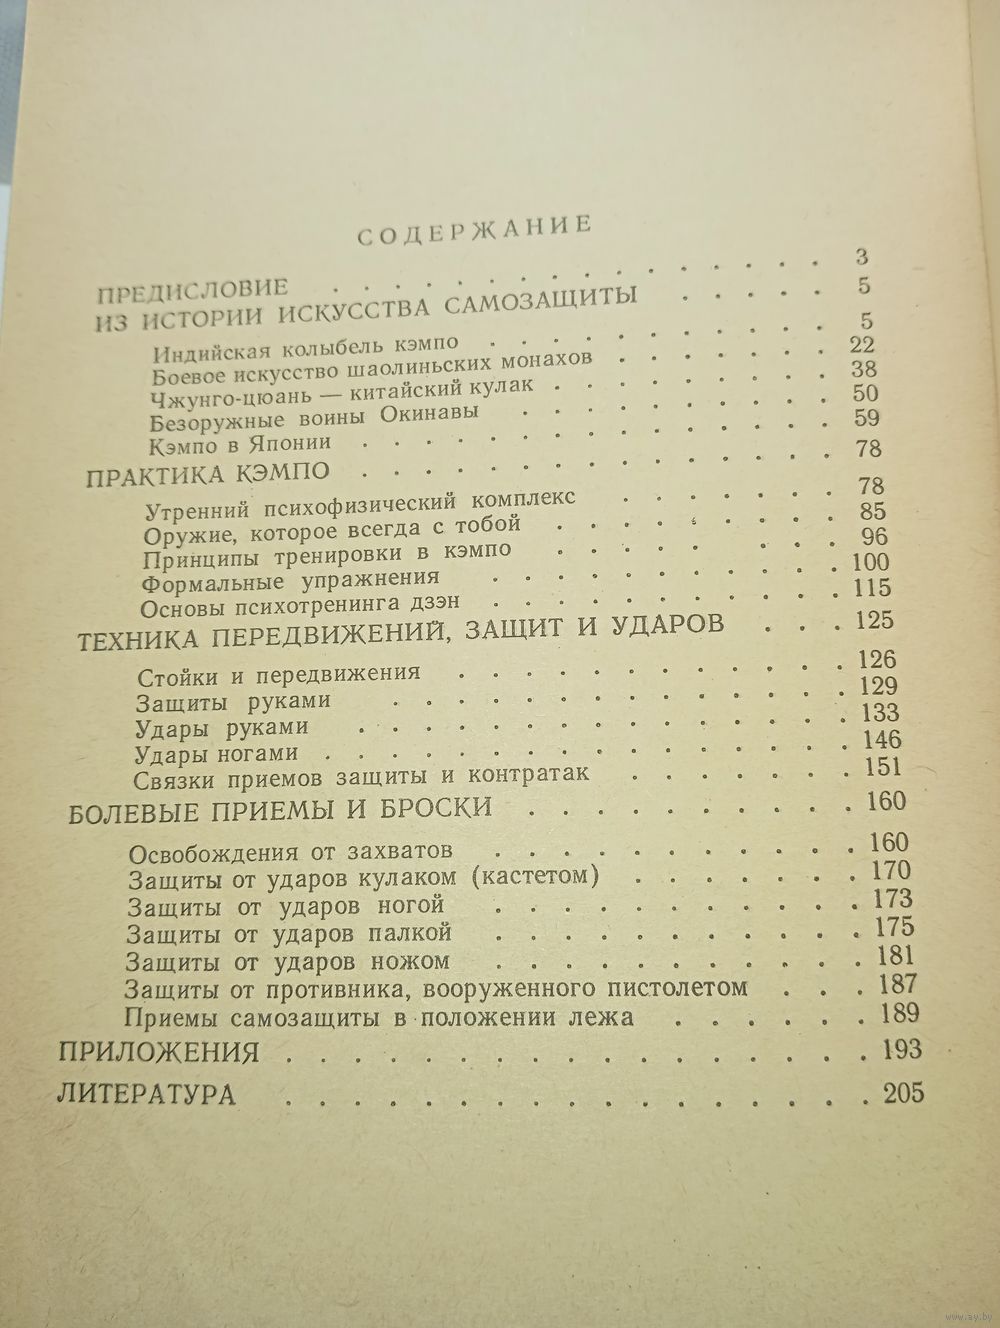 СОДЕРЖАНИЕ
ПРЕДИСЛОВИЕ . . . . . . . . . . . . . . . 3
ИЗ ИСТОРИИ ИСКУССТВА САМОЗАЩИТЫ . . . . . 5
Индийская колыбель кэмпо . . . . . . . . . . 5
Боевое искусство шаолиньских монахов . . . . . . 22
Чжунго-цюань — китайский кулак . . . . . . . . 38
Безоружные воины Окинавы . . . . . . . . . 50
Кэмпо в Японии . . . . . . . . . . . . . 59
ПРАКТИКА КЭМПО . . . . . . . . . . . . . 78
Утренний психофизический комплекс . . . . . . 78
Оружие, которое всегда с тобой . . . . . . . . 85
Принципы тренировки в кэмпо . . . . . . . . 96
Формальные упражнения . . . . . . . . . . 100
Основы психотренинга дзэн . . . . . . . . . . 115
ТЕХНИКА ПЕРЕДВИЖЕНИЙ, ЗАЩИТ И УДАРОВ . . . 125
Стойки и передвижения . . . . . . . . . . . 126
Защиты руками . . . . . . . . . . . . . 129
Удары руками . . . . . . . . . . . . . . 133
Удары ногами . . . . . . . . . . . . . . . 146
Связки приемов защиты и контратак . . . . . . 151
БОЛЕВЫЕ ПРИЕМЫ И БРОСКИ . . . . . . . . . 160
Освобождения от захватов . . . . . . . . . . . 160
Защиты от ударов кулаком (кастетом) . . . . . . . 170
Защиты от ударов ногой . . . . . . . . . . . 173
Защиты от ударов палкой . . . . . . . . . . . 175
Защиты от ударов ножом . . . . . . . . . . . 181
Защиты от противника, вооруженного пистолетом . . . 187
Приемы самозащиты в положении лежа . . . . . . 189
ПРИЛОЖЕНИЯ . . . . . . . . . . . . . . . . . 193
ЛИТЕРАТУРА . . . . . . . . . . . . . . . . . 205
www.ay.by